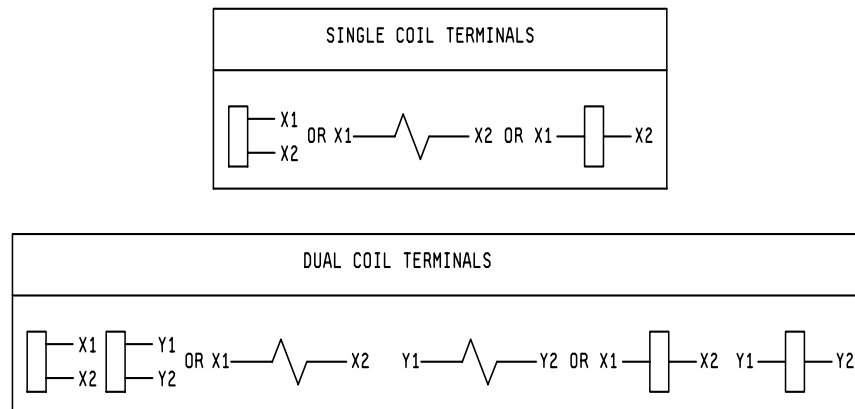 SINGLE COIL TERMINALS
X1
X2
OR X1 X2 OR X1 X2
DUAL COIL TERMINALS
X1 Y1
X2 Y2
OR X1 X2 Y1 Y2 OR X1 X2 Y1 Y2